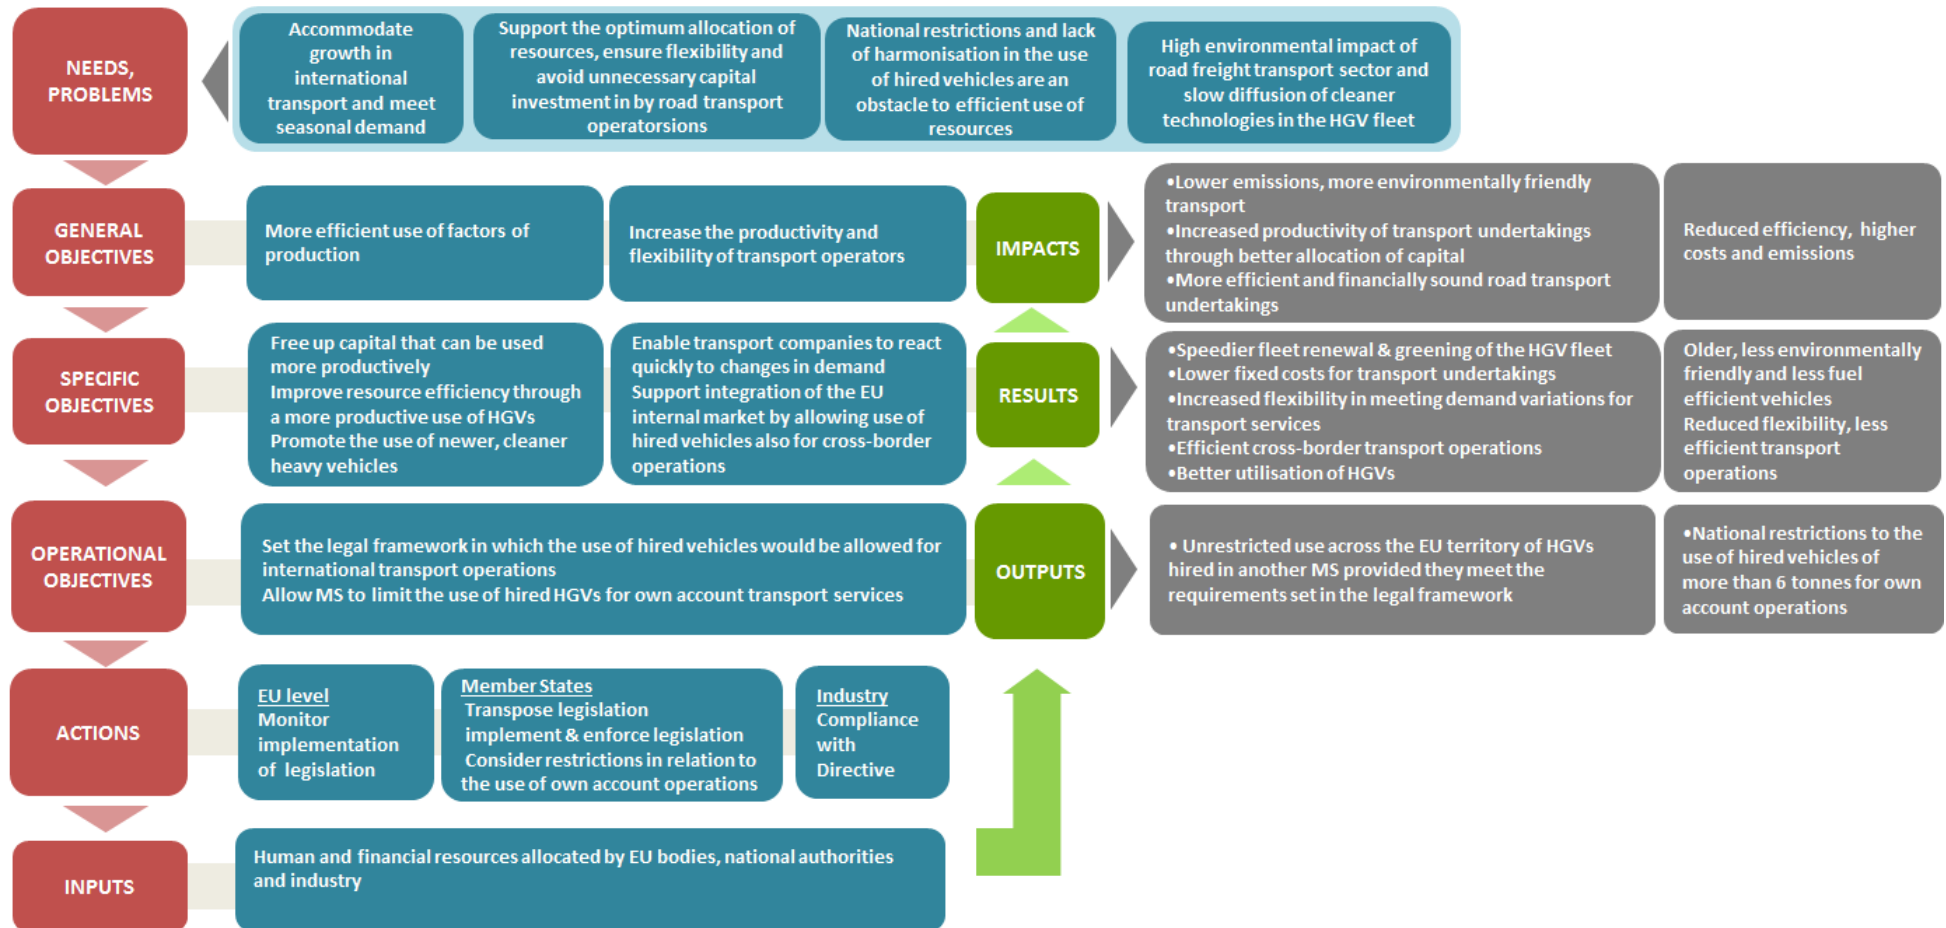 NEEDS,
PROBLEMS
Accommodate
growth in
international
transport and meet
seasonal demand
Support the optimum allocation of
resources, ensure flexibility and
avoid unnecessary capital
investment in by road transport
operatorsions
National restrictions and lack
of harmonisation in the use
of hired vehicles are an
obstacle to efficient use of
resources
High environmental impact of
road freight transport sector and
slow diffusion of cleaner
technologies in the HGV fleet
GENERAL
OBJECTIVES
More efficient use of factors of
production
Increase the productivity and
flexibility of transport operators
IMPACTS
•Lower emissions, more environmentally friendly
transport
•Increased productivity of transport undertakings
through better allocation of capital
•More efficient and financially sound road transport
undertakings
Reduced efficiency, higher
costs and emissions
SPECIFIC
OBJECTIVES
Free up capital that can be used
more productively
Improve resource efficiency through
a more productive use of HGVs
Promote the use of newer, cleaner
heavy vehicles
Enable transport companies to react
quickly to changes in demand
Support integration of the EU
internal market by allowing use of
hired vehicles also for cross-border
operations
RESULTS
•Speedier fleet renewal & greening of the HGV fleet
•Lower fixed costs for transport undertakings
•Increased flexibility in meeting demand variations for
transport services
•Efficient cross-border transport operations
•Better utilisation of HGVs
Older, less environmentally
friendly and less fuel
efficient vehicles
Reduced flexibility, less
efficient transport
operations
OPERATIONAL
OBJECTIVES
Set the legal framework in which the use of hired vehicles would be allowed for
international transport operations
Allow MS to limit the use of hired HGVs for own account transport services
OUTPUTS
• Unrestricted use across the EU territory of HGVs
hired in another MS provided they meet the
requirements set in the legal framework
•National restrictions to the
use of hired vehicles of
more than 6 tonnes for own
account operations
ACTIONS
EU level
Monitor
implementation
of legislation
Member States
Transpose legislation
implement & enforce legislation
Consider restrictions in relation to
the use of own account operations
Industry
Compliance
with
Directive
INPUTS
Human and financial resources allocated by EU bodies, national authorities
and industry